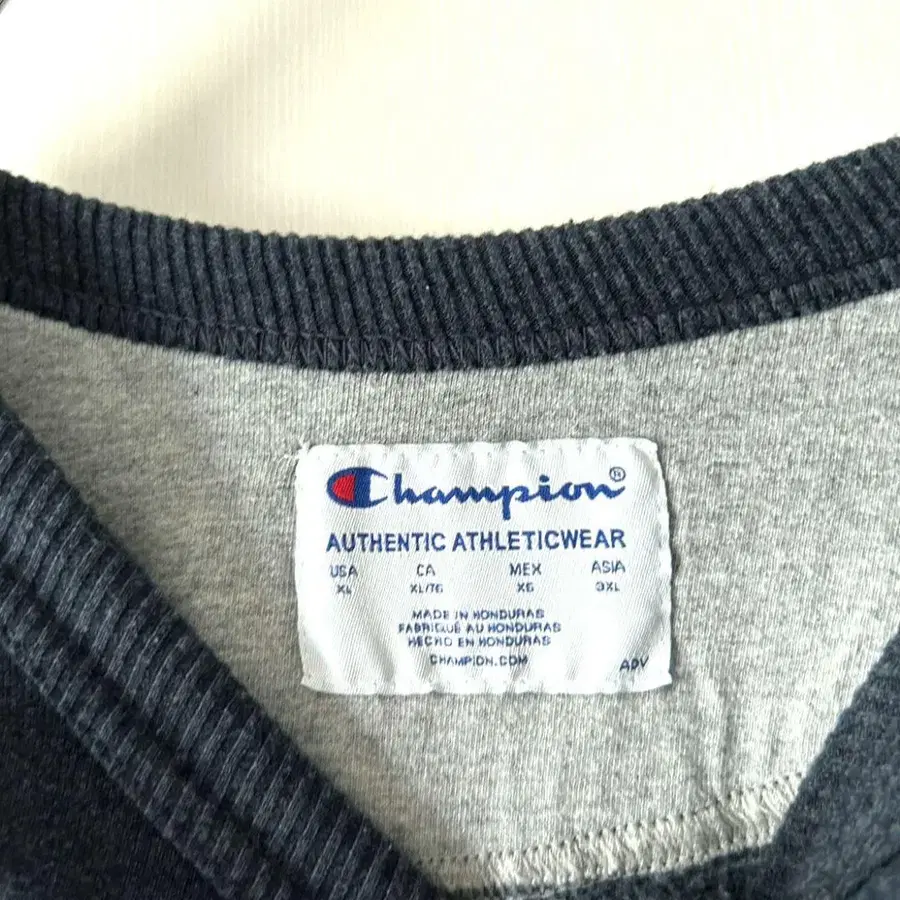 Champion®
AUTHENTIC ATHLETICWEAR
USA CA MEX ASIA
XL XL/TG XG 3XL
MADE IN HONDURAS
FABRIQUÉ AU HONDURAS
HECHO EN HONDURAS
CHAMPION.COM
ADV